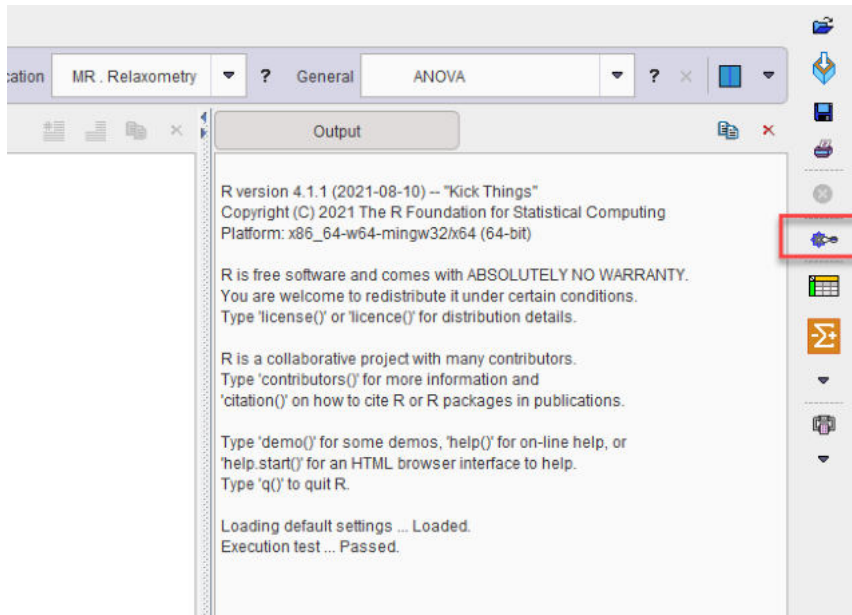 cation MR . Relaxometry ? General ANOVA ?
Output
R version 4.1.1 (2021-08-10) -- "Kick Things"
Copyright (C) 2021 The R Foundation for Statistical Computing
Platform: x86_64-w64-mingw32/x64 (64-bit)
R is free software and comes with ABSOLUTELY NO WARRANTY.
You are welcome to redistribute it under certain conditions.
Type 'license()' or 'licence()' for distribution details.
R is a collaborative project with many contributors.
Type 'contributors()' for more information and
'citation()' on how to cite R or R packages in publications.
Type 'demo()' for some demos, 'help()' for on-line help, or
'help.start()' for an HTML browser interface to help.
Type 'q()' to quit R.
Loading default settings ... Loaded.
Execution test ... Passed.